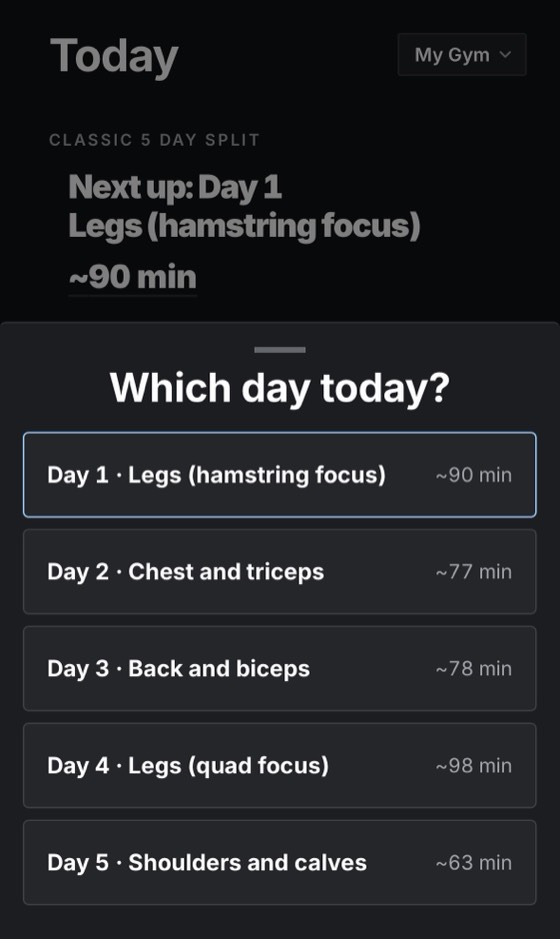 Today
My Gym
CLASSIC 5 DAY SPLIT
Next up: Day 1
Legs (hamstring focus)
~90 min
Which day today?
Day 1 · Legs (hamstring focus) ~90 min
Day 2 · Chest and triceps ~77 min
Day 3 · Back and biceps ~78 min
Day 4 · Legs (quad focus) ~98 min
Day 5 · Shoulders and calves ~63 min